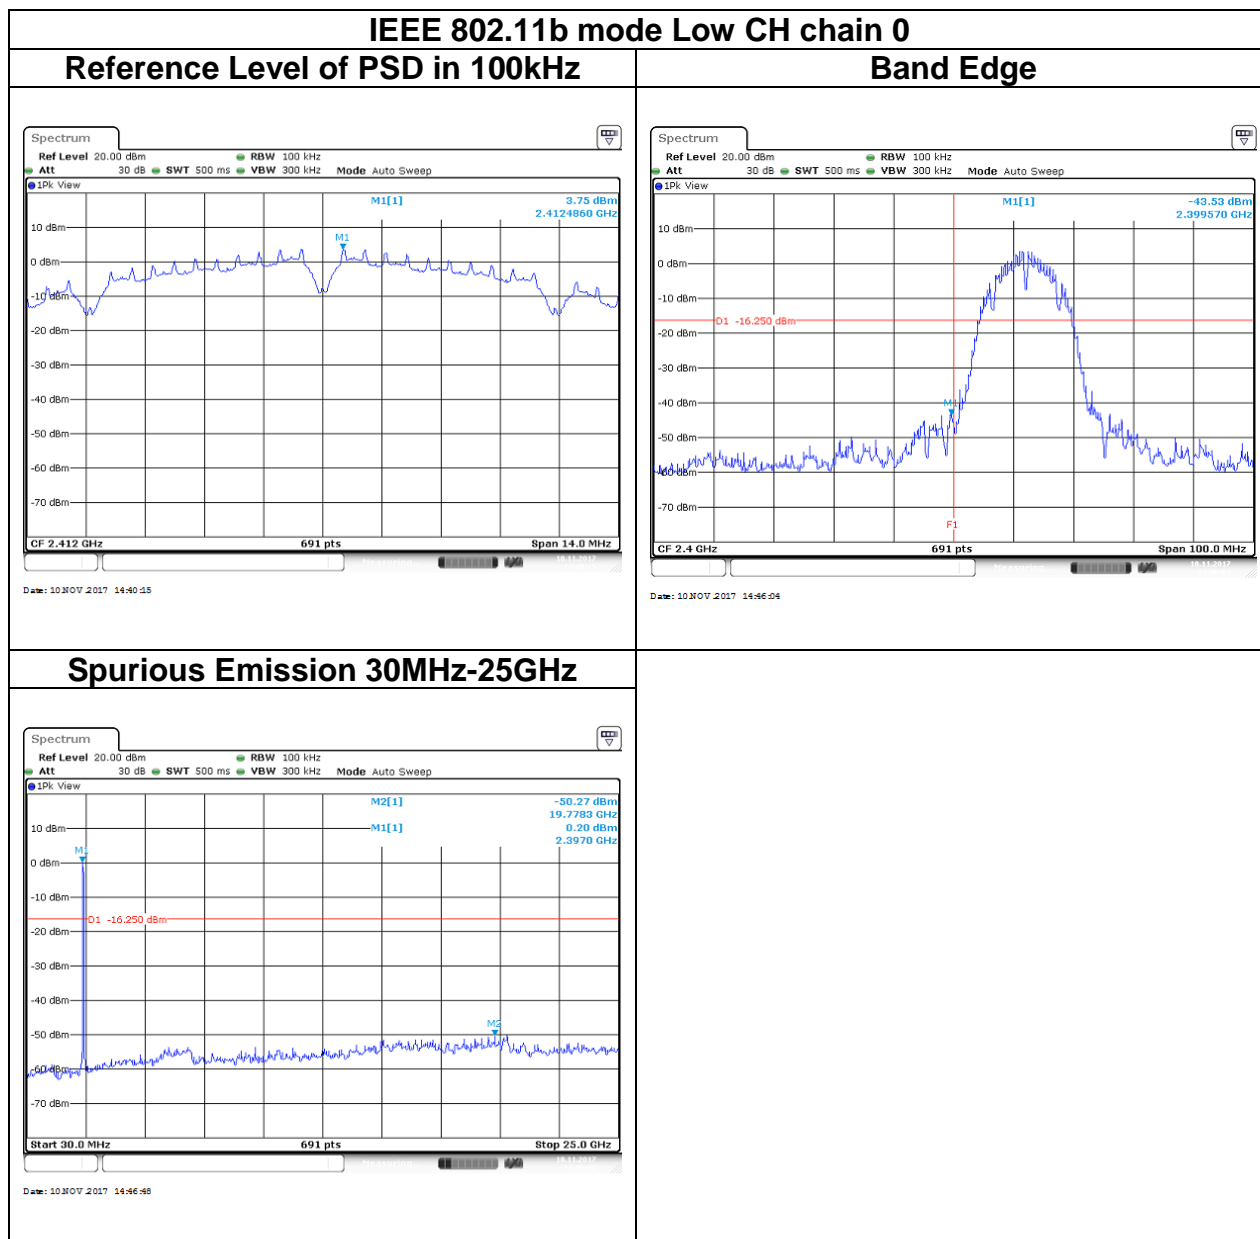 IEEE 802.11b mode Low CH chain 0
Reference Level of PSD in 100kHz
Band Edge
Spectrum
Ref Level 20.00 dBm RBW 100 kHz
Att 30 dB SWT 500 ms VBW 300 kHz Mode Auto Sweep
1Pk View
M1[1] 3.75 dBm
2.4124860 GHz
M1
10 dBm
0 dBm
-10 dBm
-20 dBm
-30 dBm
-40 dBm
-50 dBm
-60 dBm
-70 dBm
CF 2.412 GHz 691 pts Span 14.0 MHz
Measuring 10.11.2017
Date: 10.NOV.2017 14:40:15
Spectrum
Ref Level 20.00 dBm RBW 100 kHz
Att 30 dB SWT 500 ms VBW 300 kHz Mode Auto Sweep
1Pk View
M1[1] -43.53 dBm
2.399570 GHz
10 dBm
0 dBm
-10 dBm
D1 -16.250 dBm
-20 dBm
-30 dBm
-40 dBm
M1
-50 dBm
-60 dBm
-70 dBm
F1
CF 2.4 GHz 691 pts Span 100.0 MHz
Measuring 10.11.2017
Date: 10.NOV.2017 14:46:04
Spurious Emission 30MHz-25GHz
Spectrum
Ref Level 20.00 dBm RBW 100 kHz
Att 30 dB SWT 500 ms VBW 300 kHz Mode Auto Sweep
1Pk View
M2[1] -50.27 dBm
19.7783 GHz
10 dBm M1[1] 0.20 dBm
2.3970 GHz
M1
0 dBm
-10 dBm
D1 -16.250 dBm
-20 dBm
-30 dBm
-40 dBm
M2
-50 dBm
-60 dBm
-70 dBm
Start 30.0 MHz 691 pts Stop 25.0 GHz
Measuring 10.11.2017
Date: 10.NOV.2017 14:46:48